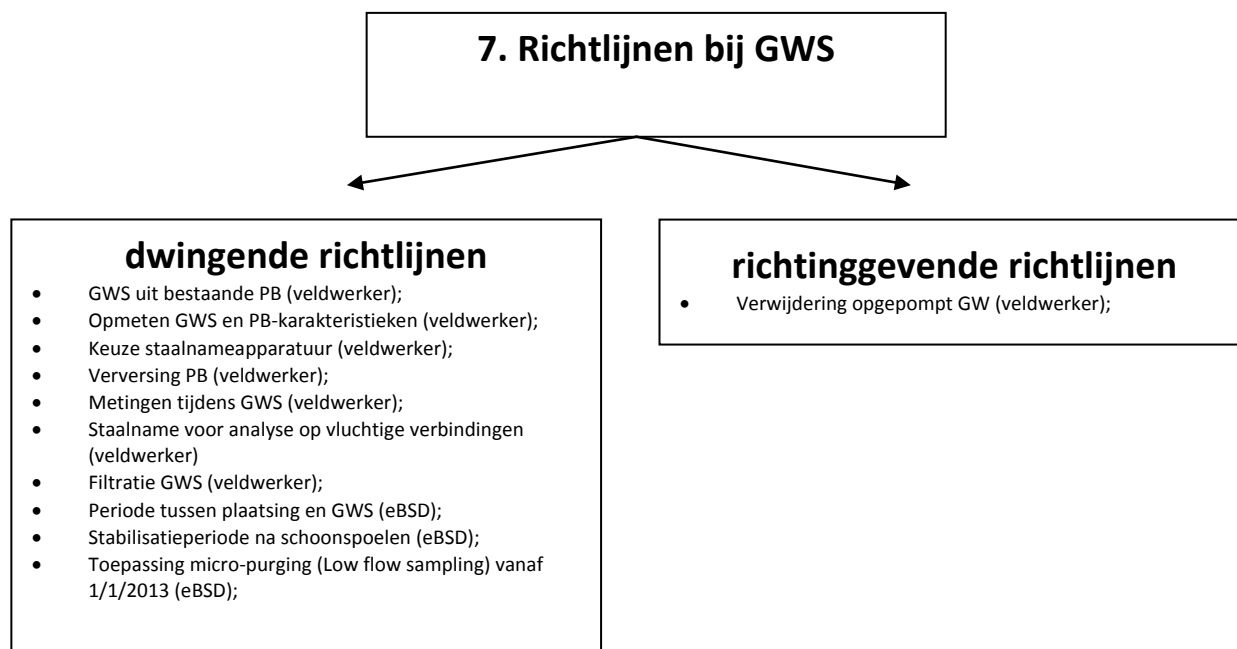 7. Richtlijnen bij GWS
dwingende richtlijnen
• GWS uit bestaande PB (veldwerker);
• Opmeten GWS en PB-karakteristieken (veldwerker);
• Keuze staalnameapparatuur (veldwerker);
• Verversing PB (veldwerker);
• Metingen tijdens GWS (veldwerker);
• Staalname voor analyse op vluchtige verbindingen
(veldwerker)
• Filtratie GWS (veldwerker);
• Periode tussen plaatsing en GWS (eBSD);
• Stabilisatieperiode na schoonspoelen (eBSD);
• Toepassing micro-purging (Low flow sampling) vanaf
1/1/2013 (eBSD);
richtinggevende richtlijnen
• Verwijdering opgepompt GW (veldwerker);